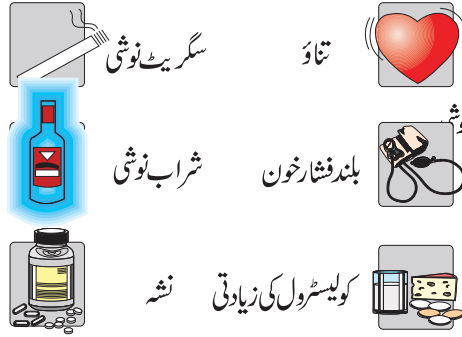 تناؤ سگریٹ نوشی
بلند فشار خون شراب نوشی
کولیسٹرول کی زیادتی نشہ